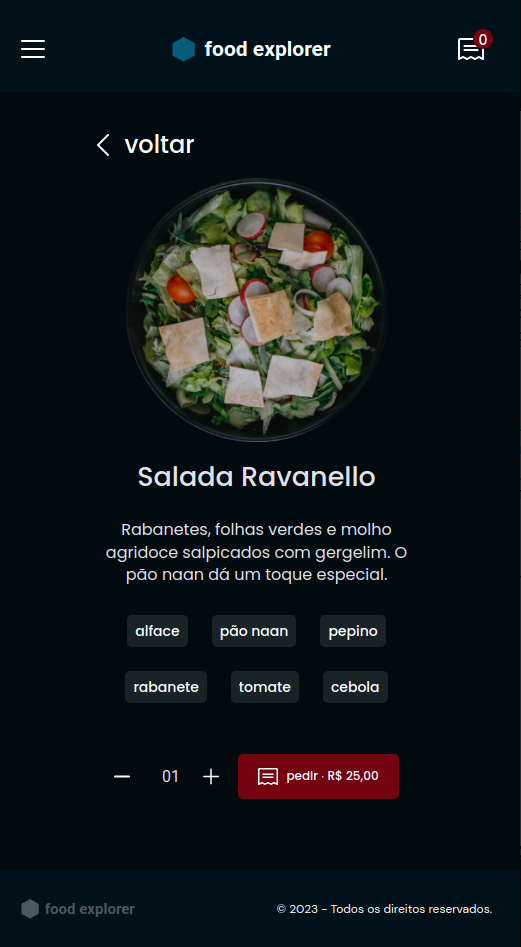 food explorer
0
voltar
Salada Ravanello
Rabanetes, folhas verdes e molho
agridoce salpicados com gergelim. O
pão naan dá um toque especial.
alface pão naan pepino
rabanete tomate cebola
01 pedir · R$ 25,00
food explorer © 2023 - Todos os direitos reservados.